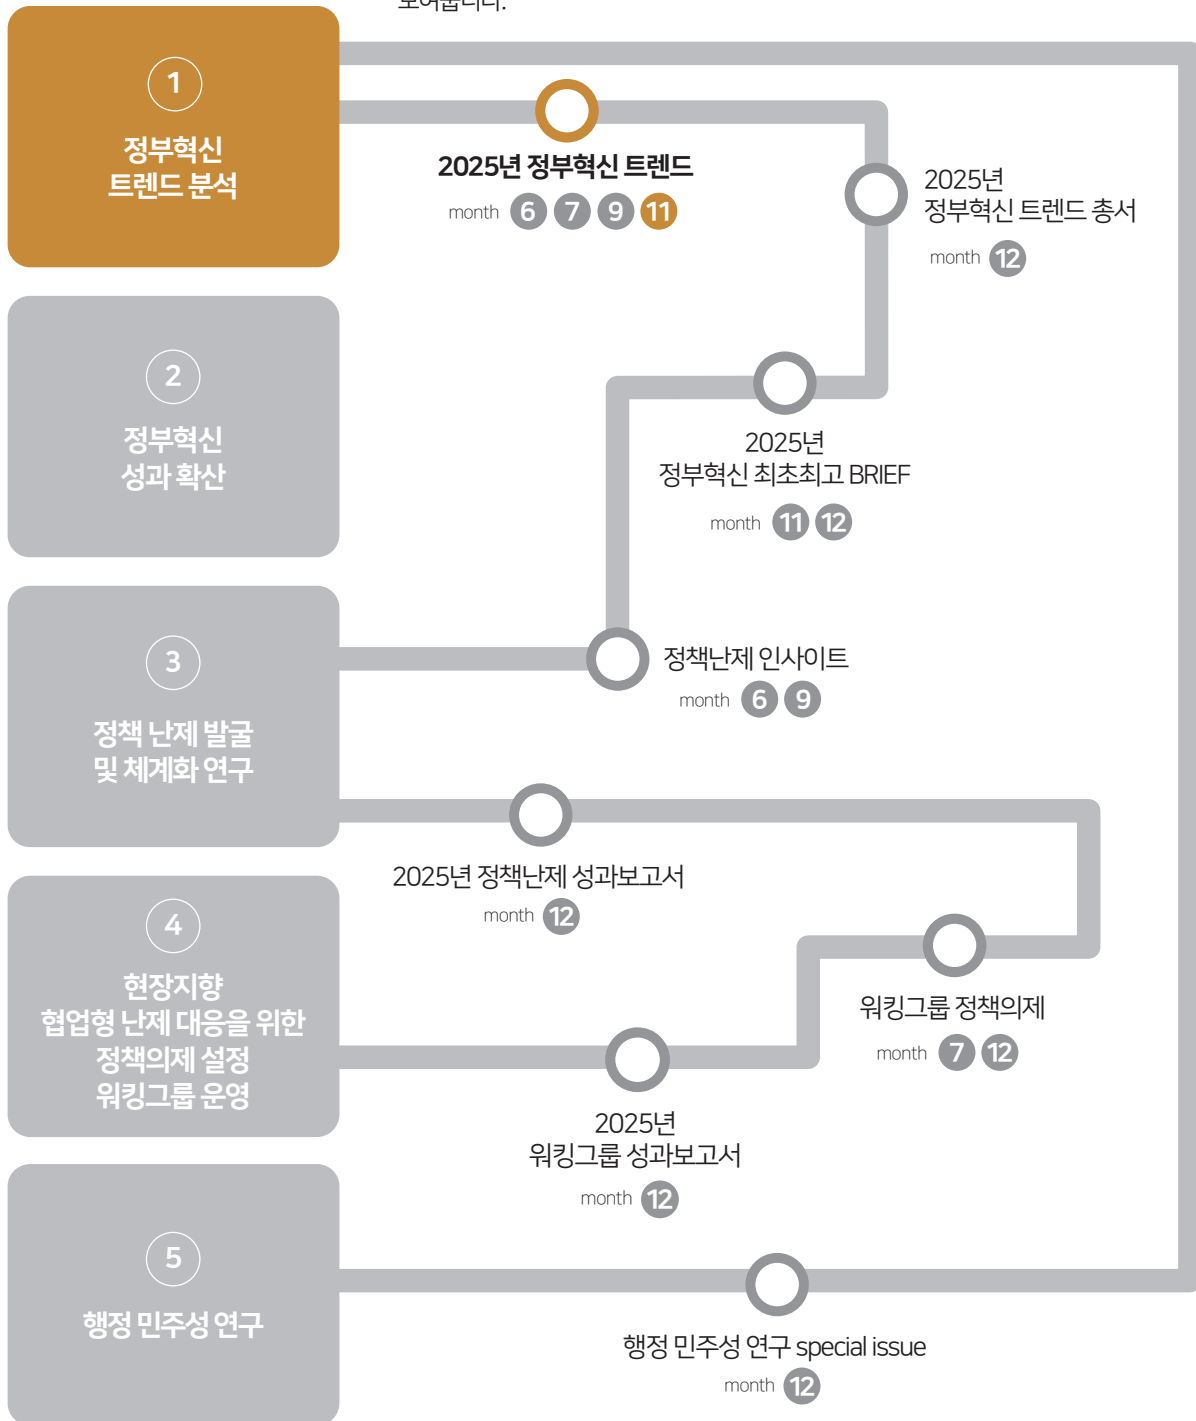 보여줍니다.
1
정부혁신
트렌드 분석
2025년 정부혁신 트렌드
month 6 7 9 11
2025년
정부혁신 트렌드 총서
month 12
2
정부혁신
성과 확산
2025년
정부혁신 최초최고 BRIEF
month 11 12
3
정책 난제 발굴
및 체계화 연구
정책난제 인사이트
month 6 9
2025년 정책난제 성과보고서
month 12
4
현장지향
협업형 난제 대응을 위한
정책의제 설정
워킹그룹 운영
워킹그룹 정책의제
month 7 12
2025년
워킹그룹 성과보고서
month 12
5
행정 민주성 연구
행정 민주성 연구 special issue
month 12